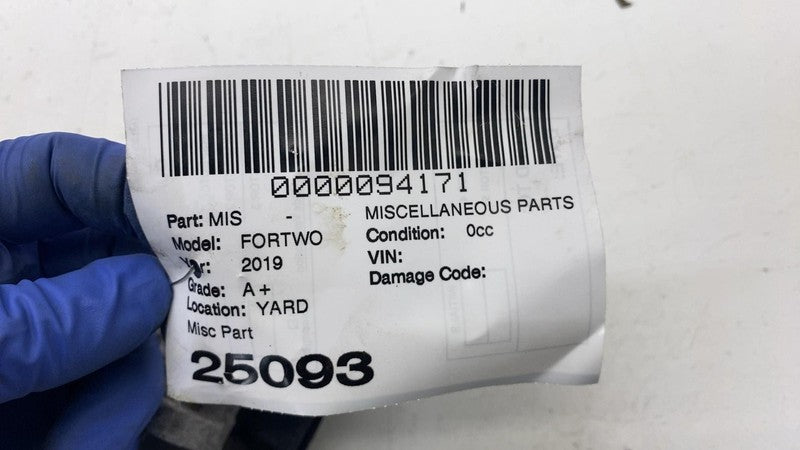 0000094171
Part: MIS - MISCELLANEOUS PARTS
Model: FORTWO Condition: 0cc
2019 VIN:
Grade: A+ Damage Code:
Location: YARD
Misc Part
25093